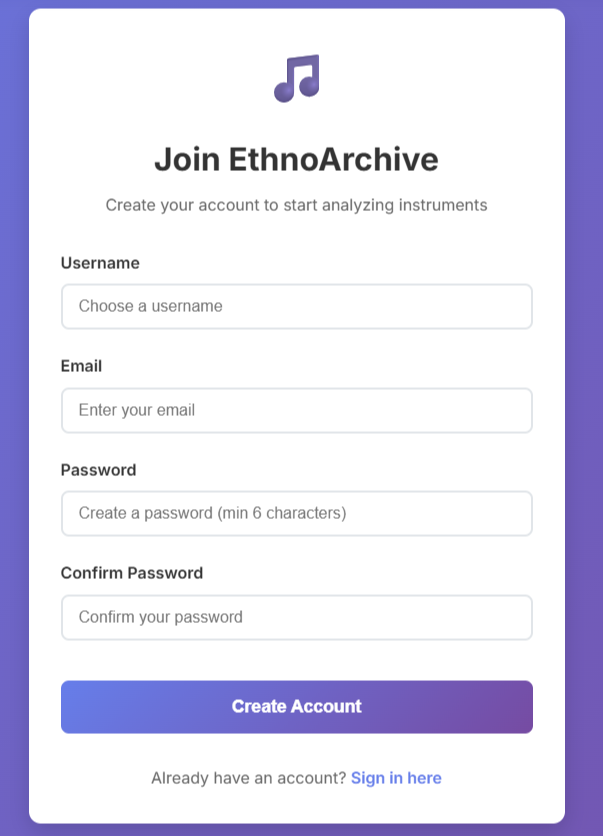 Join EthnoArchive
Create your account to start analyzing instruments
Username
Choose a username
Email
Enter your email
Password
Create a password (min 6 characters)
Confirm Password
Confirm your password
Create Account
Already have an account? Sign in here